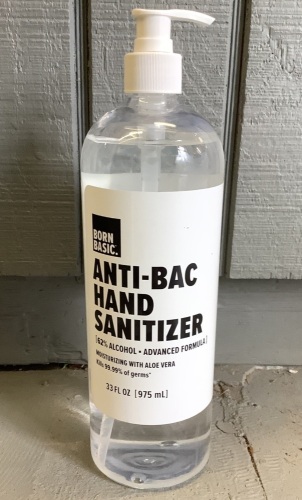 BORN
BASIC.
ANTI-BAC
HAND
SANITIZER
[62% ALCOHOL • ADVANCED FORMULA]
MOISTURIZING WITH ALOE VERA
Kills 99.99% of germs*
33 FL OZ [975 mL]